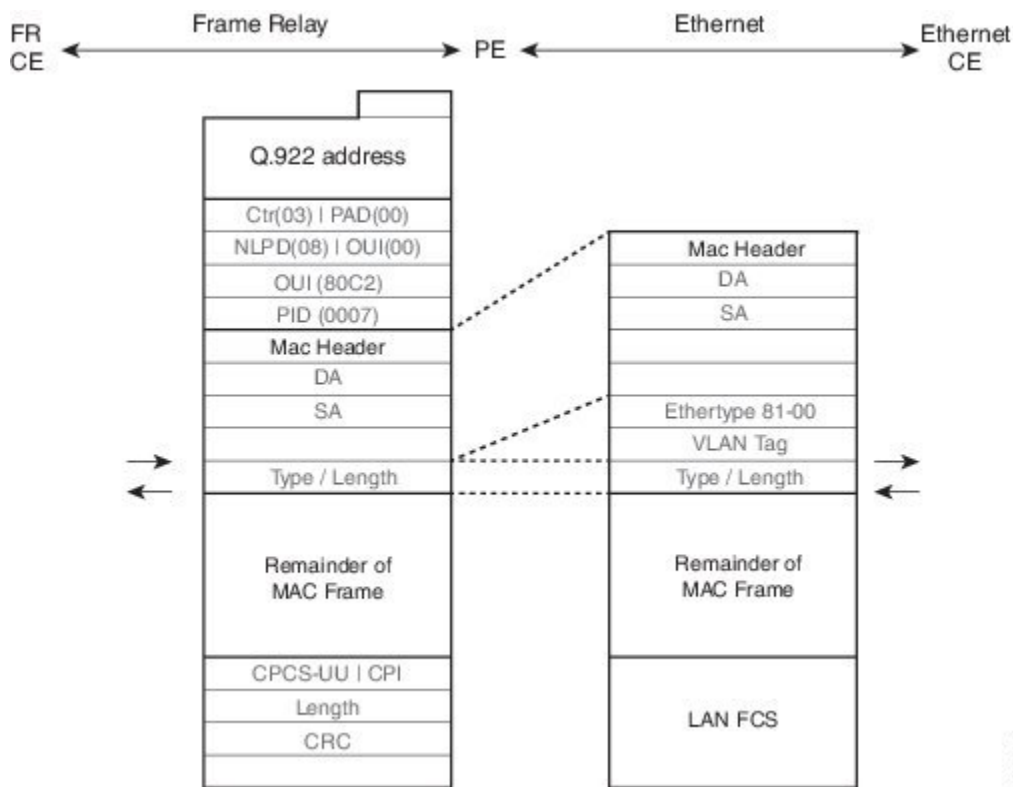 FR
CE
Frame Relay
PE
Ethernet
Ethernet
CE
Q.922 address
Ctr(03) | PAD(00)
NLPD(08) | OUI(00)
OUI (80C2)
PID (0007)
Mac Header
DA
SA
Type / Length
Remainder of
MAC Frame
CPCS-UU | CPI
Length
CRC
Mac Header
DA
SA
Ethertype 81-00
VLAN Tag
Type / Length
Remainder of
MAC Frame
LAN FCS